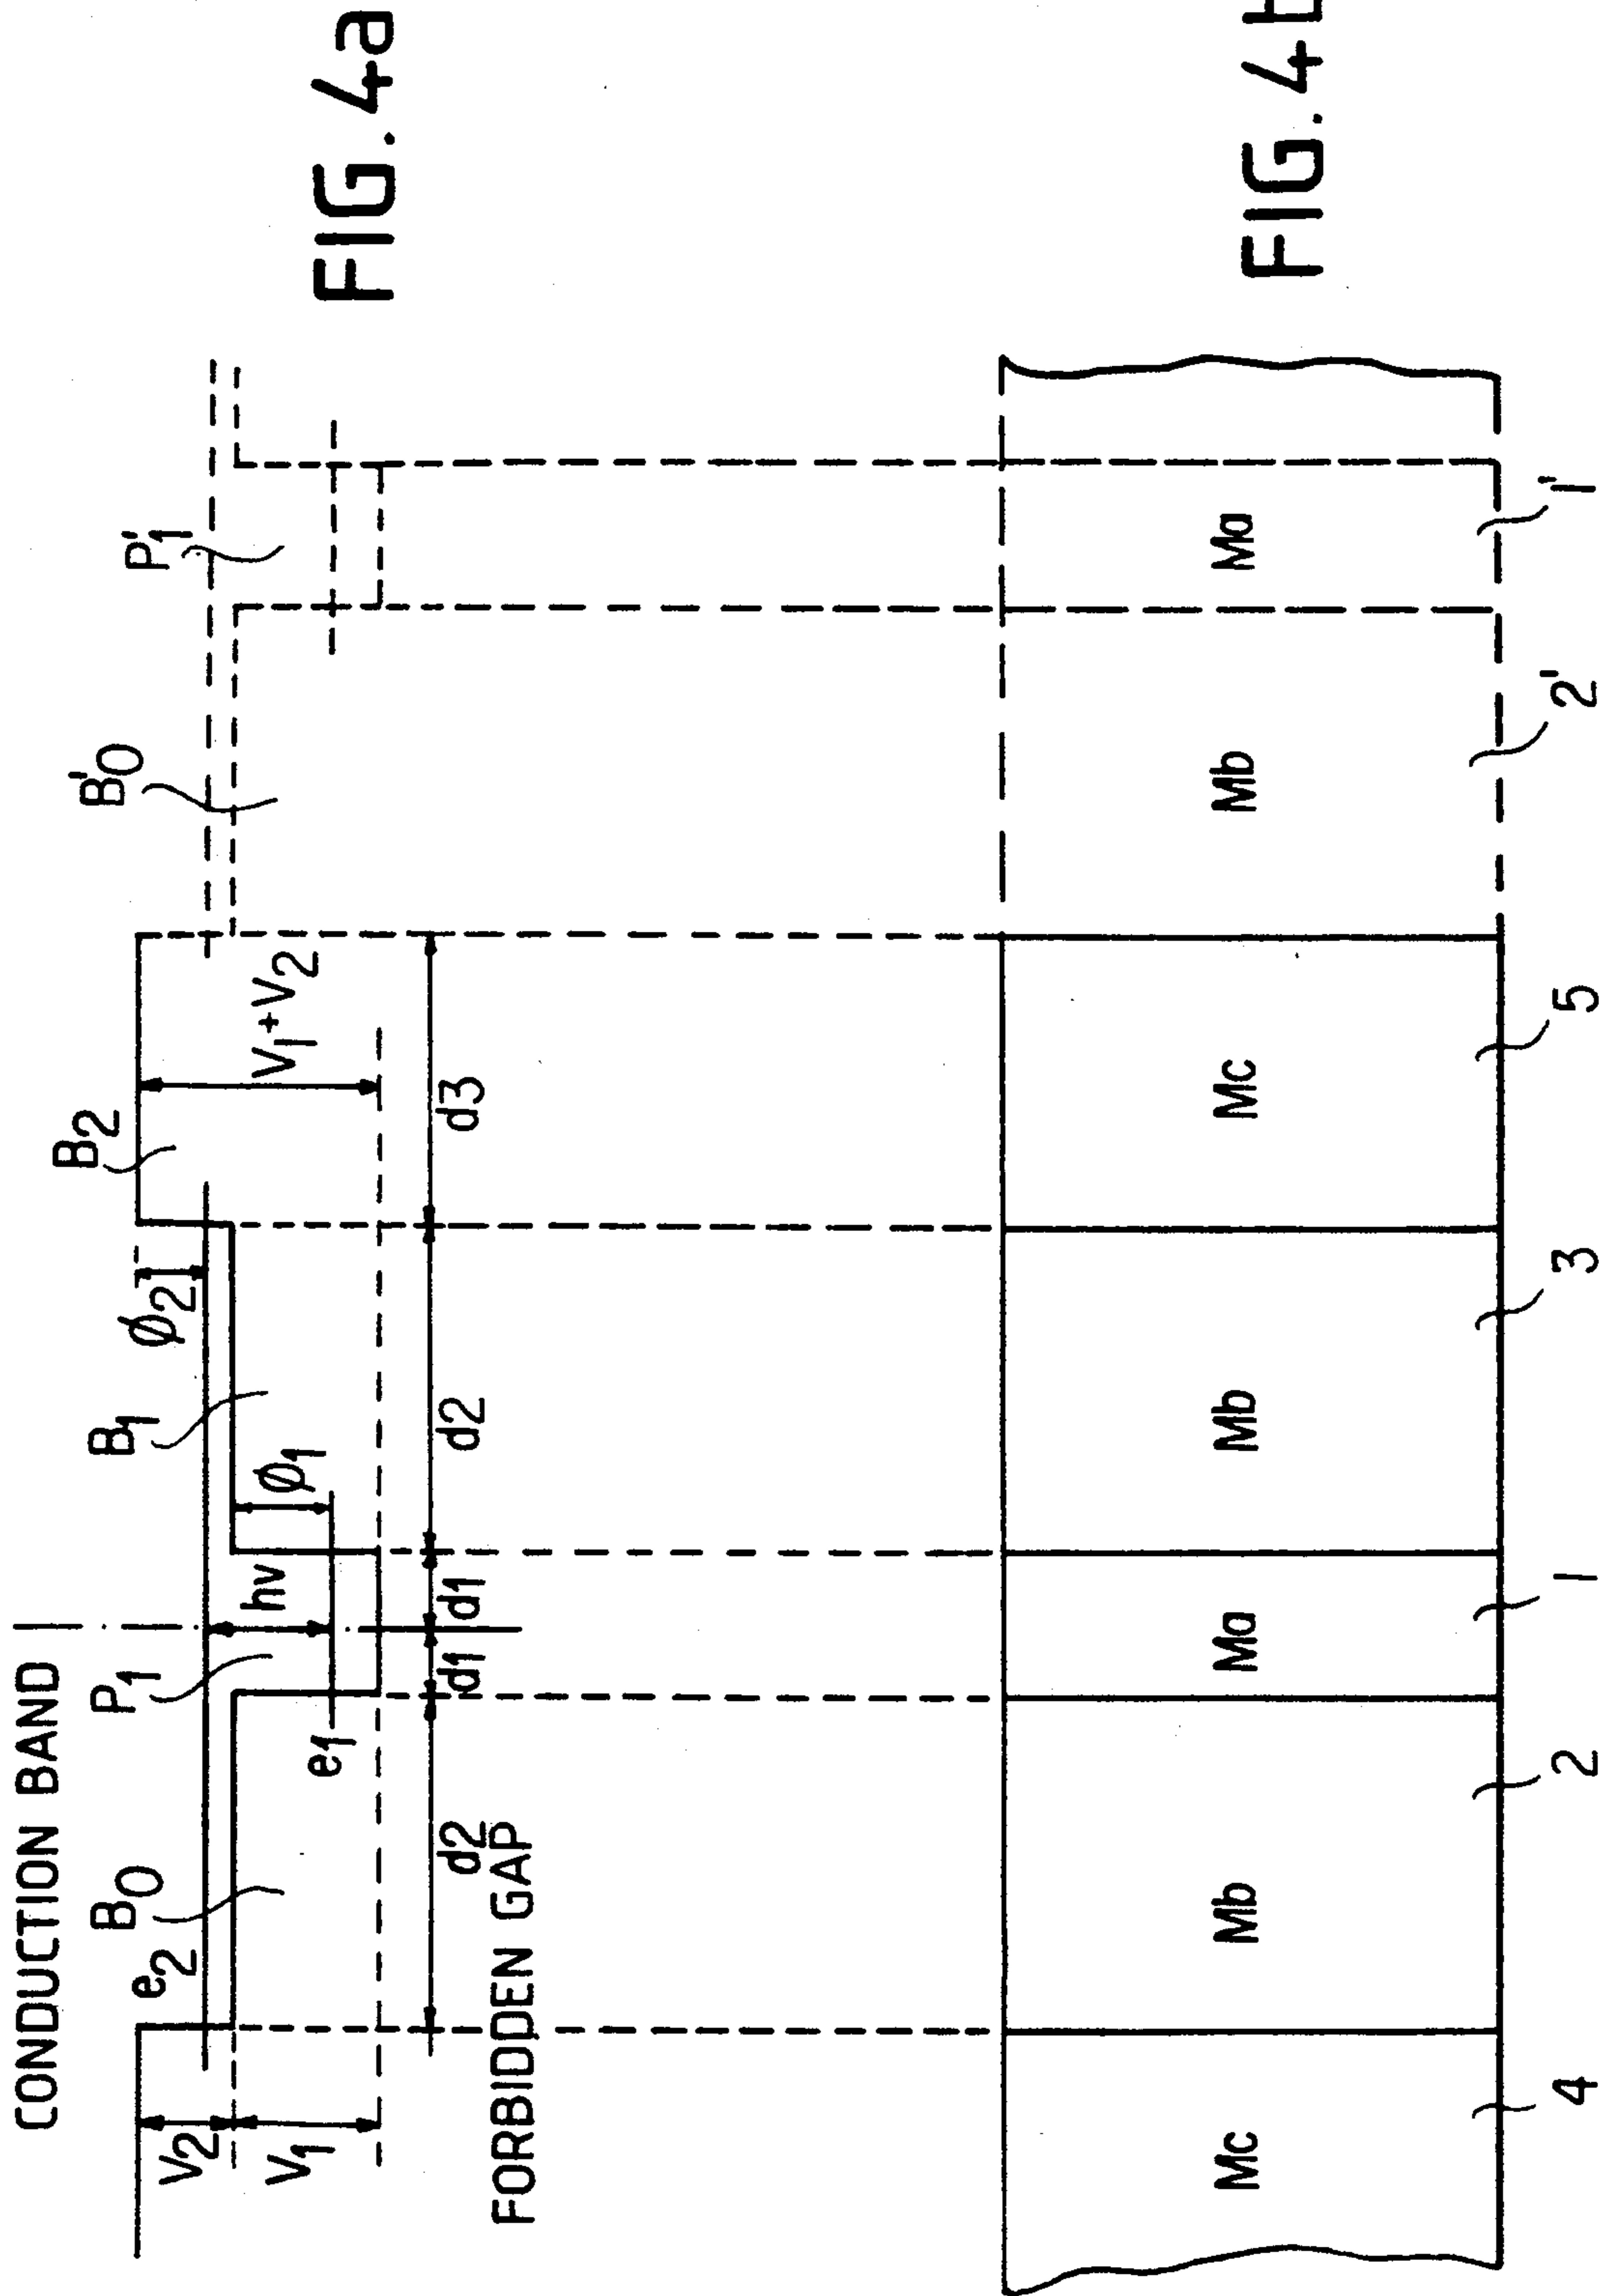 CONDUCTION BAND
V2
V1
e2
B0
P1
e1
hν
ϕ1
B1
ϕ2
B2
V1+V2
B'0
P'1
d2
d1
d1
d2
d3
FORBIDDEN GAP
FIG. 4a
Mc
Mb
Ma
Mb
Mc
Mb
Ma
4
2
1
3
5
2'
1'
FIG. 4b